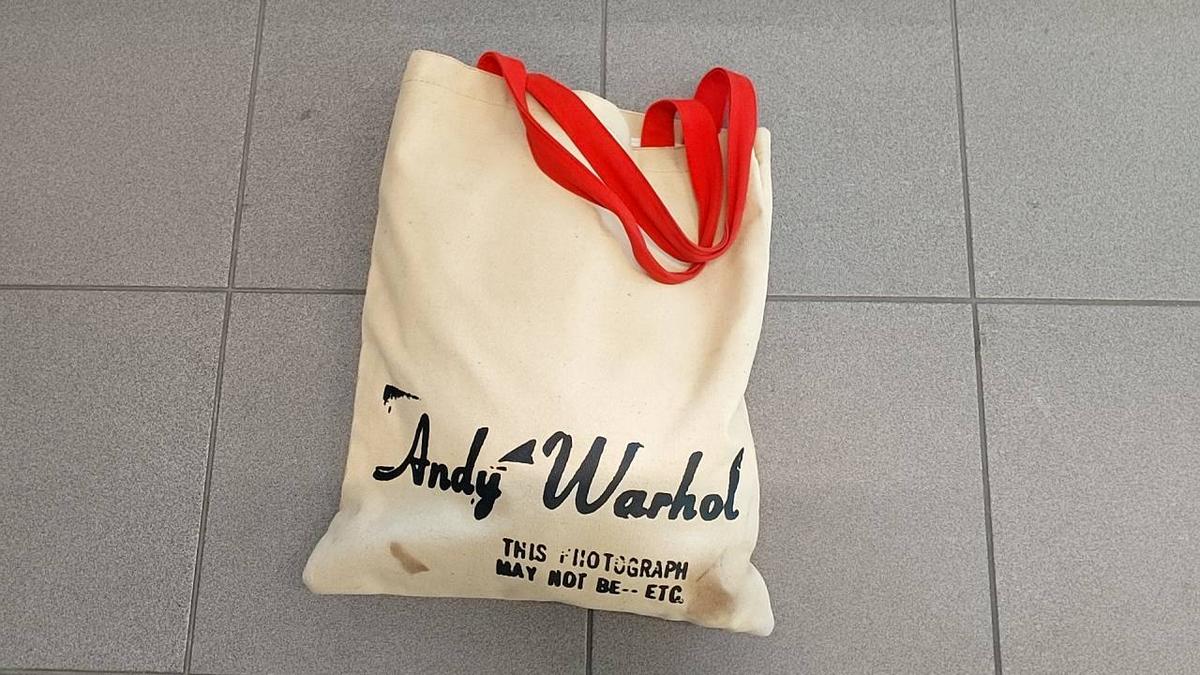 Andy Warhol
THIS PHOTOGRAPH
MAY NOT BE-- ETC.